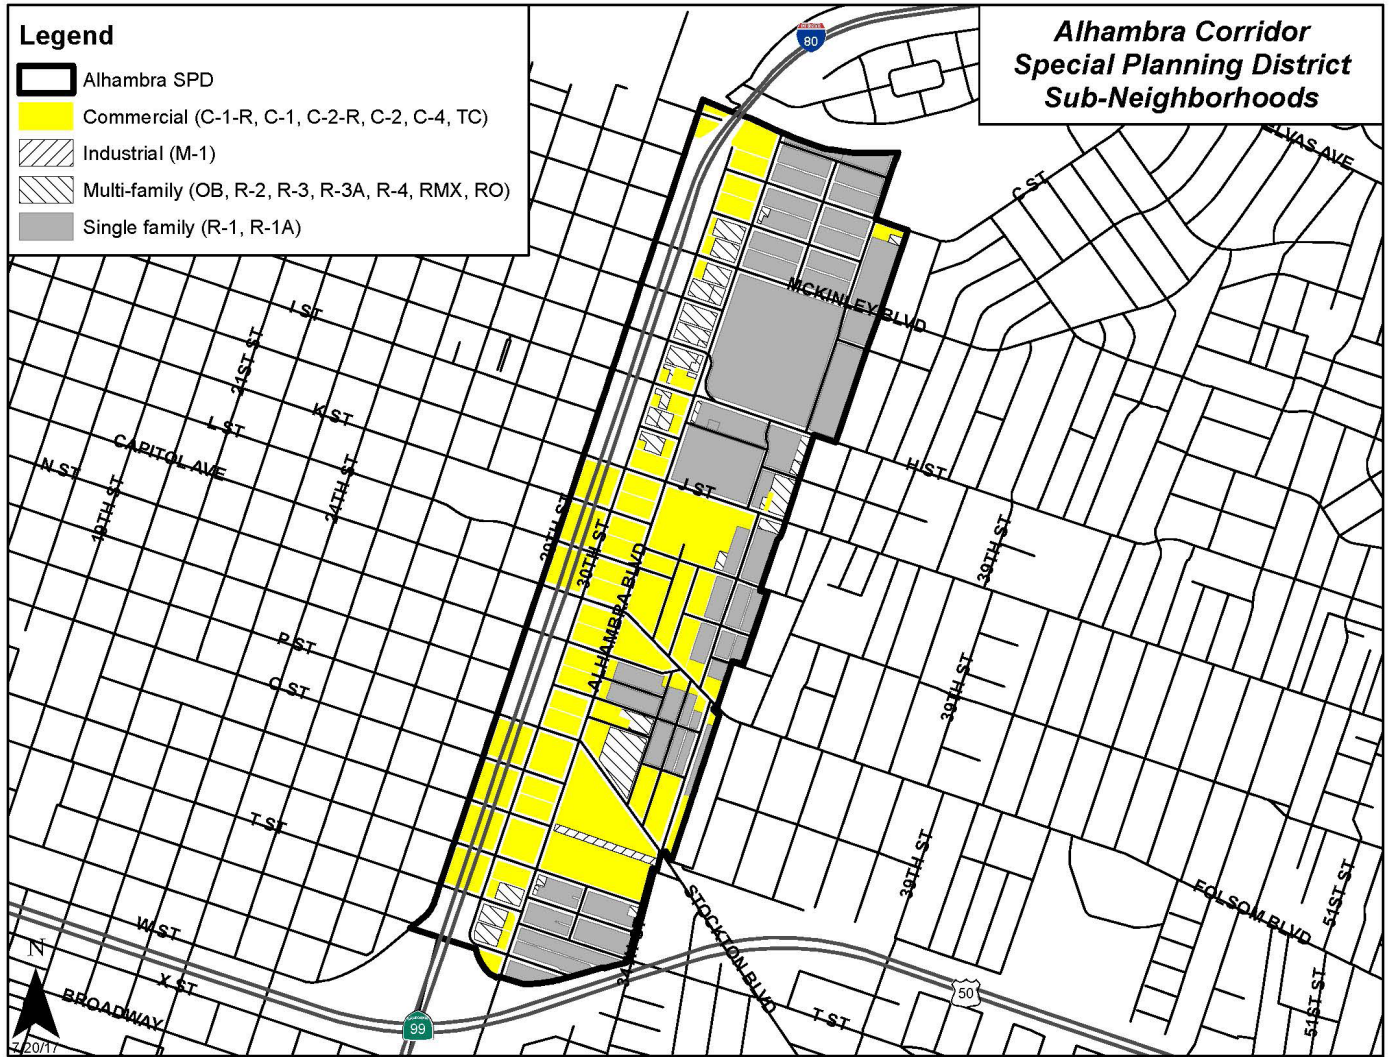 Legend
Alhambra SPD
Commercial (C-1-R, C-1, C-2-R, C-2, C-4, TC)
Industrial (M-1)
Multi-family (OB, R-2, R-3, R-3A, R-4, RMX, RO)
Single family (R-1, R-1A)
Alhambra Corridor
Special Planning District
Sub-Neighborhoods
80
ELVAS AVE
C ST
MCKINLEY BLVD
I ST
21ST ST
K ST
L ST
CAPITOL AVE
N ST
19TH ST
24TH ST
H ST
J ST
29TH ST
30TH ST
ALHAMBRA BLVD
39TH ST
P ST
Q ST
39TH ST
T ST
39TH ST
FOLSOM BLVD
51ST ST
STOCKTON BLVD
34TH ST
W ST
X ST
BROADWAY
N
99
50
T ST
51ST ST
7/20/17